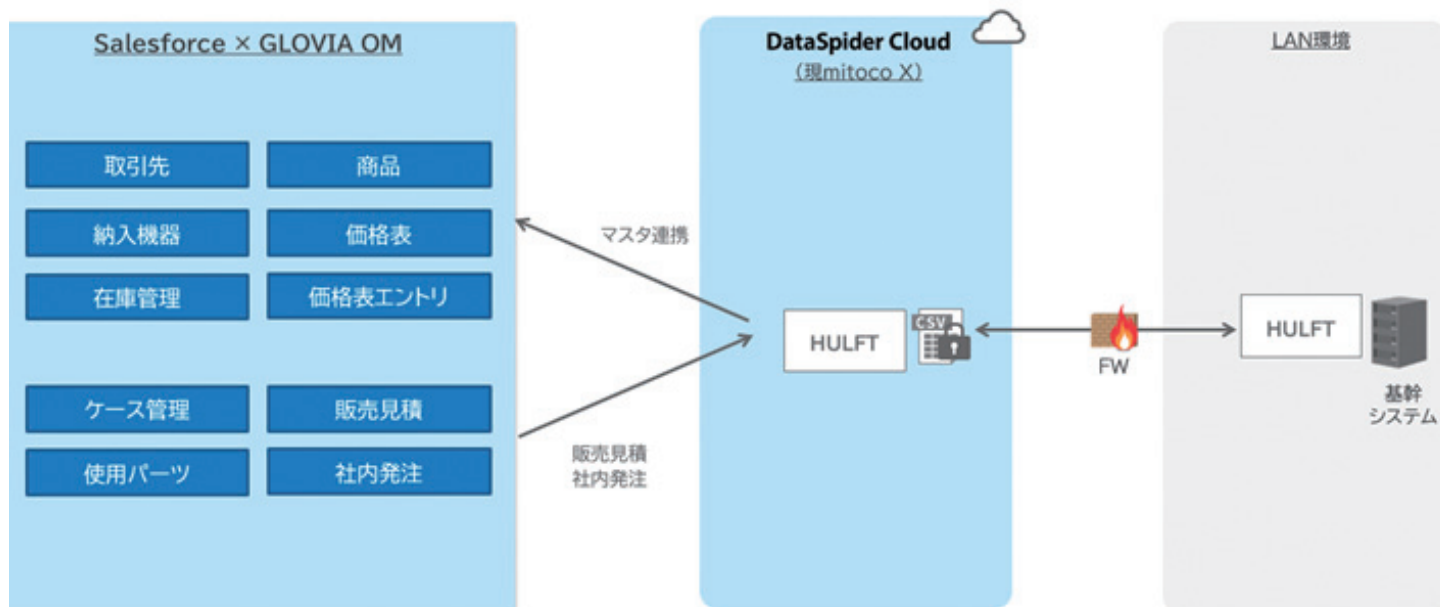 Salesforce × GLOVIA OM
取引先
商品
納入機器
価格表
在庫管理
価格表エントリ
ケース管理
販売見積
使用パーツ
社内発注
マスタ連携
販売見積
社内発注
DataSpider Cloud
(現mitoco X)
HULFT
CSV
FW
LAN環境
HULFT
基幹
システム